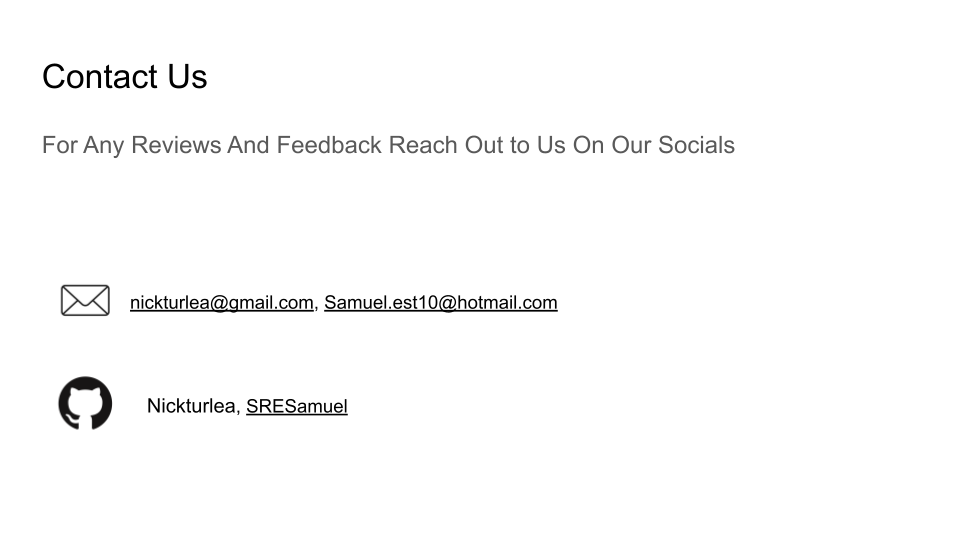 Contact Us
For Any Reviews And Feedback Reach Out to Us On Our Socials
nickturlea@gmail.com, Samuel.est10@hotmail.com
Nickturlea, SRESamuel